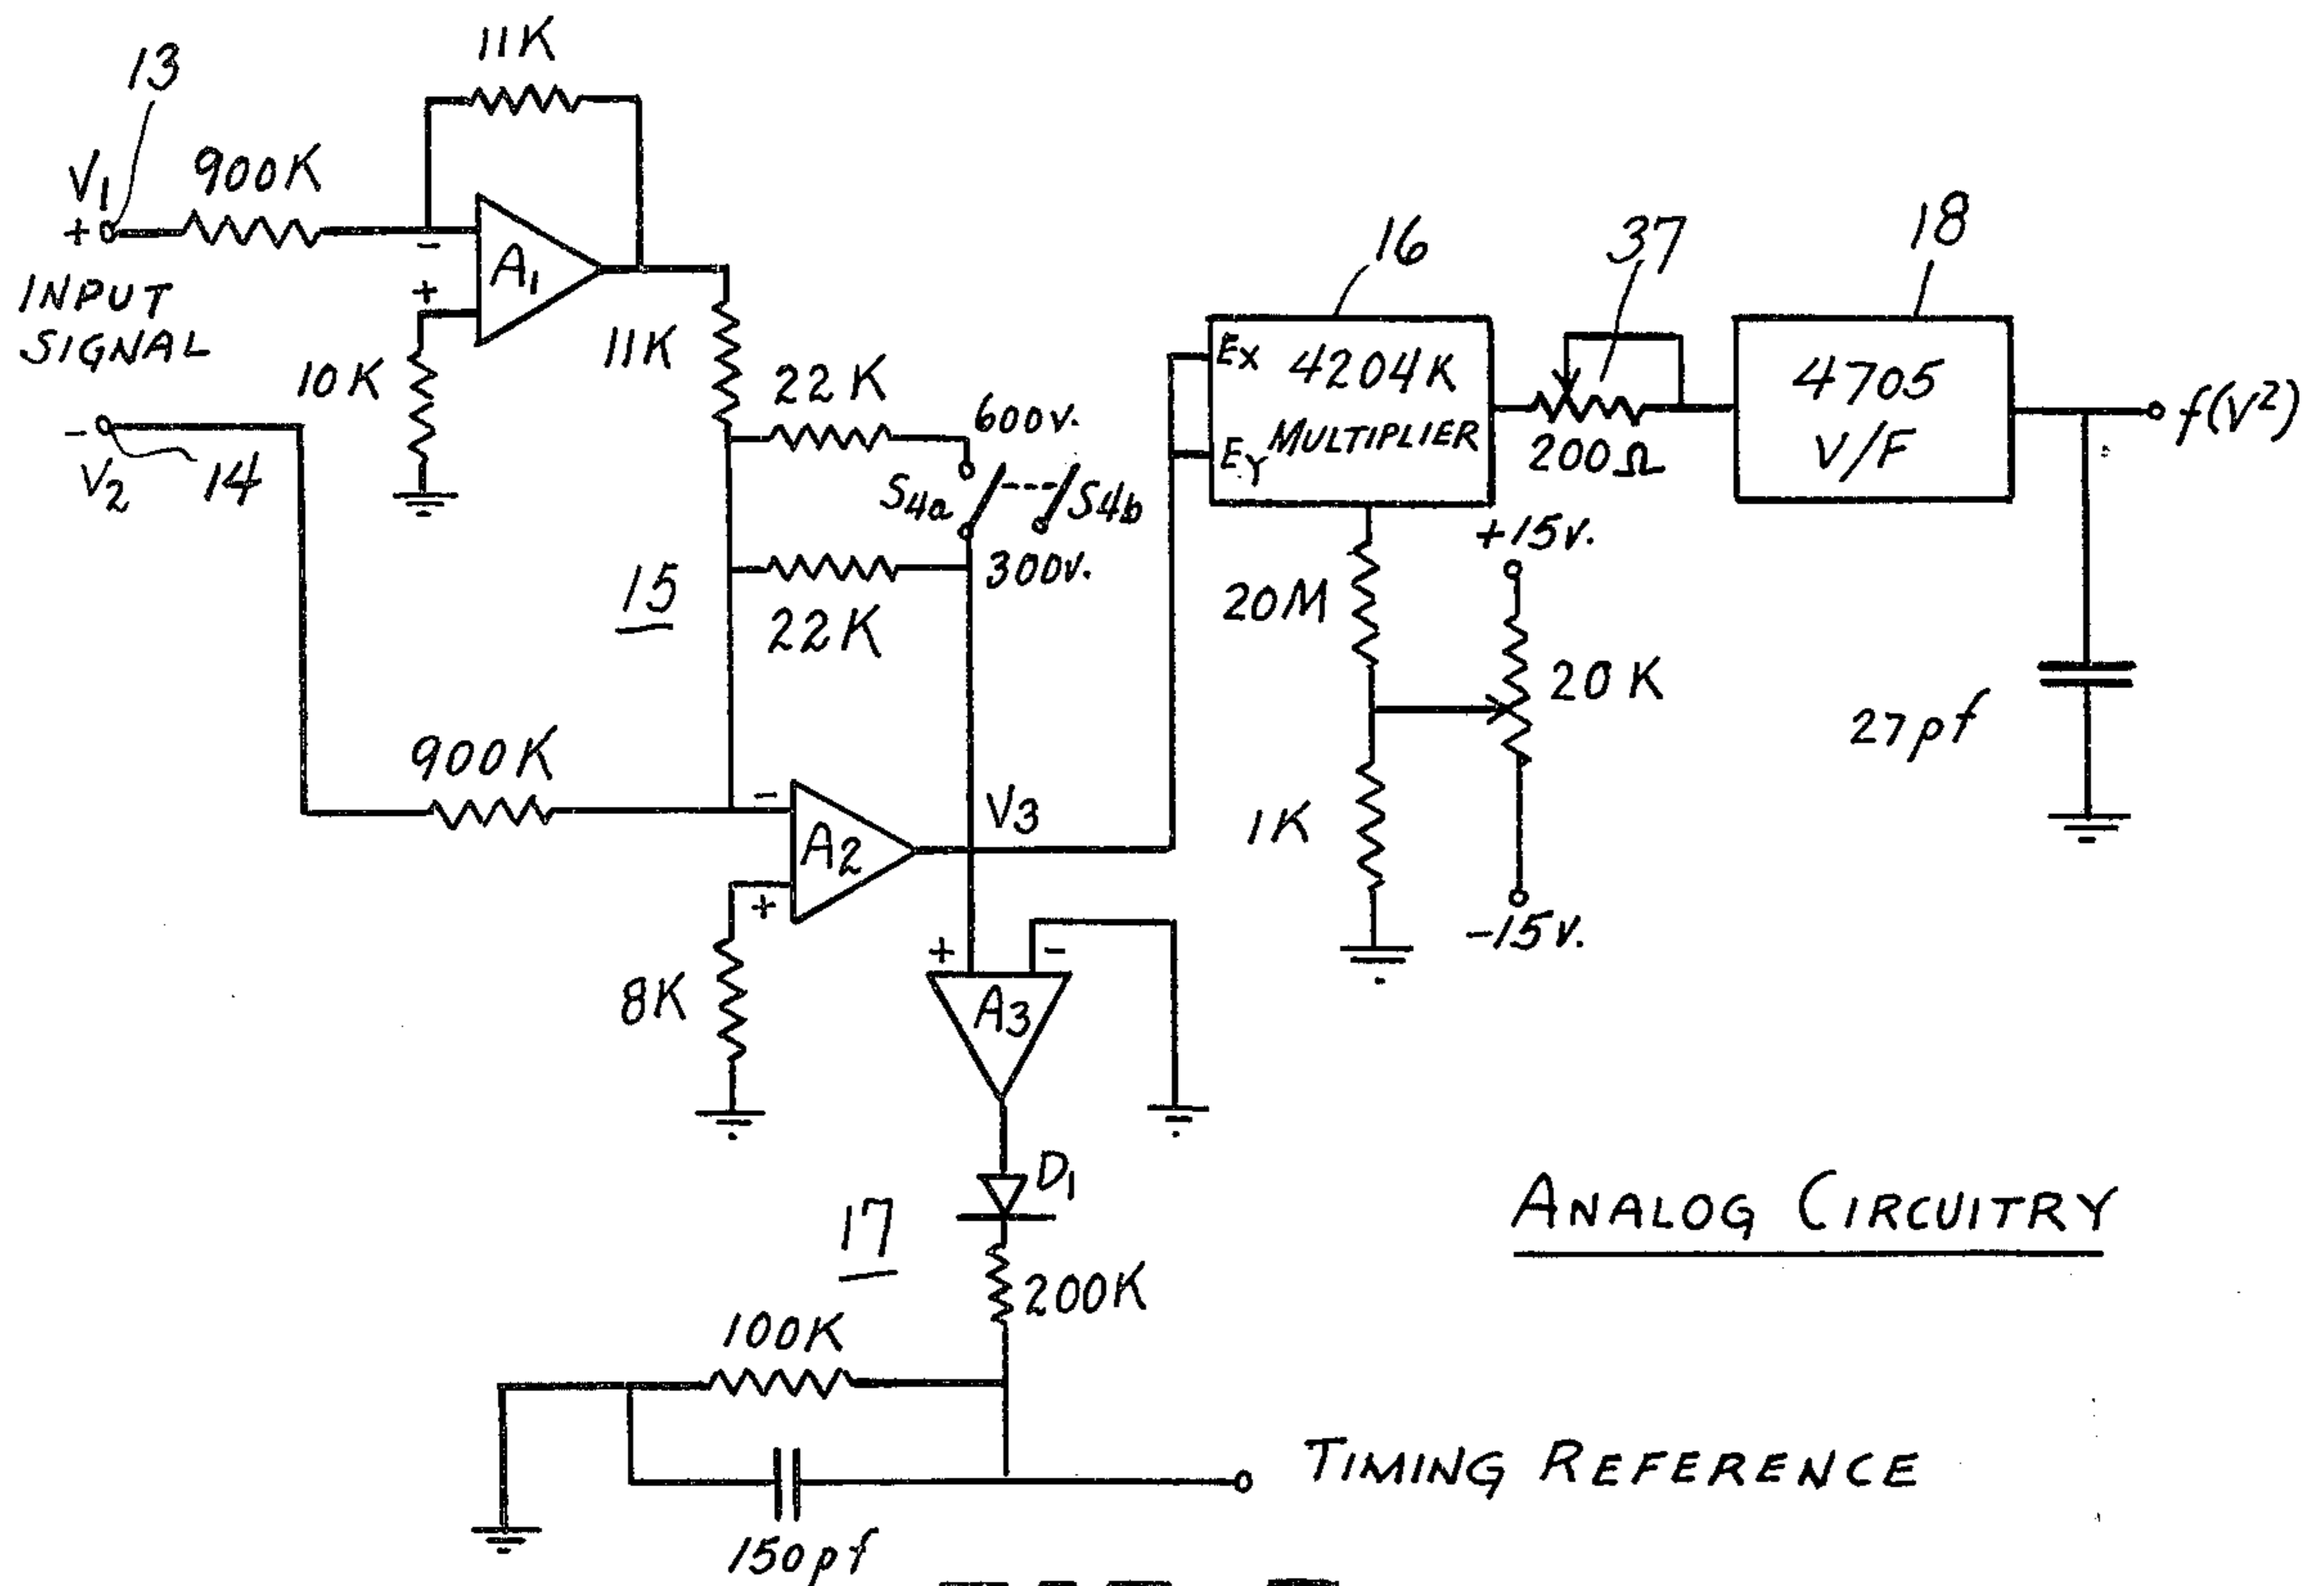 13
11K
V1
900K
+
-
A1
+
INPUT
SIGNAL
10K
11K
22K
600V.
S4a
S4b
300V.
22K
-
V2
14
15
900K
-
A2
+
V3
8K
+
-
A3
D1
17
200K
100K
150pf
16
EX
EY
4204K
MULTIPLIER
37
200Ω
18
4705
V/F
f(V²)
20M
+15V.
20K
1K
-15V.
27pf
ANALOG CIRCUITRY
TIMING REFERENCE